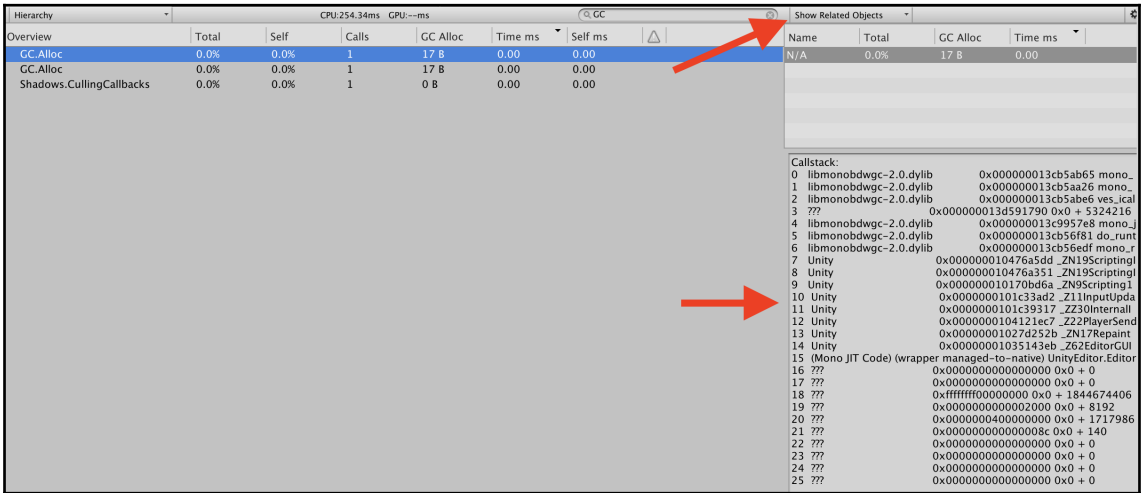 Hierarchy CPU:254.34ms GPU:--ms GC Show Related Objects
Overview Total Self Calls GC Alloc Time ms Self ms
GC.Alloc 0.0% 0.0% 1 17 B 0.00 0.00
GC.Alloc 0.0% 0.0% 1 17 B 0.00 0.00
Shadows.CullingCallbacks 0.0% 0.0% 1 0 B 0.00 0.00
Name Total GC Alloc Time ms
N/A 0.0% 17 B 0.00
Callstack:
0 libmonobdwgc-2.0.dylib 0x000000013cb5ab65 mono_
1 libmonobdwgc-2.0.dylib 0x000000013cb5aa26 mono_
2 libmonobdwgc-2.0.dylib 0x000000013cb5abe6 ves_ical
3 ??? 0x000000013d591790 0x0 + 5324216
4 libmonobdwgc-2.0.dylib 0x000000013c9957e8 mono_j
5 libmonobdwgc-2.0.dylib 0x000000013cb56f81 do_runt
6 libmonobdwgc-2.0.dylib 0x000000013cb56edf mono_r
7 Unity 0x000000010476a5dd _ZN19ScriptingI
8 Unity 0x000000010476a351 _ZN19ScriptingI
9 Unity 0x000000010170bd6a _ZN9Scripting1
10 Unity 0x0000000101c33ad2 _Z11InputUpda
11 Unity 0x0000000101c39317 _ZZ30InternalI
12 Unity 0x0000000104121ec7 _Z22PlayerSend
13 Unity 0x00000001027d252b _ZN17Repaint
14 Unity 0x00000001035143eb _Z62EditorGUI
15 (Mono JIT Code) (wrapper managed-to-native) UnityEditor.Editor
16 ??? 0x0000000000000000 0x0 + 0
17 ??? 0x0000000000000000 0x0 + 0
18 ??? 0xffffffff00000000 0x0 + 1844674406
19 ??? 0x0000000000002000 0x0 + 8192
20 ??? 0x0000000400000000 0x0 + 1717986
21 ??? 0x000000000000008c 0x0 + 140
22 ??? 0x0000000000000000 0x0 + 0
23 ??? 0x0000000000000000 0x0 + 0
24 ??? 0x0000000000000000 0x0 + 0
25 ??? 0x0000000000000000 0x0 + 0